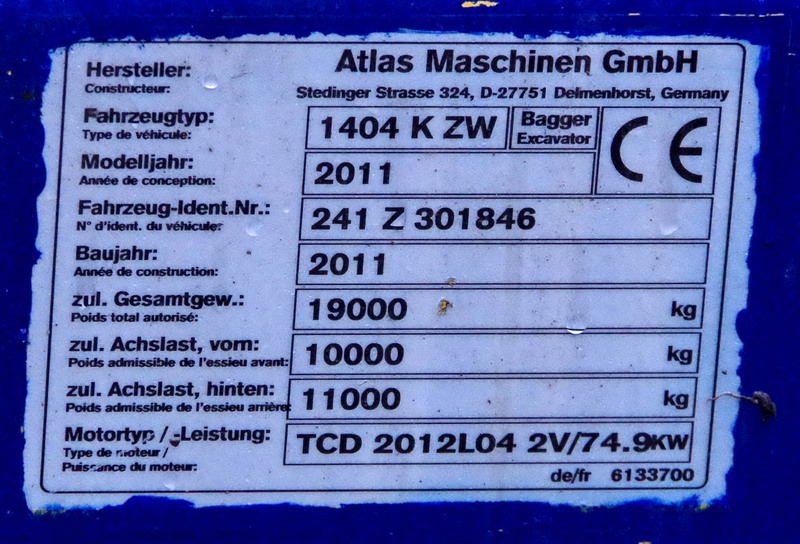 Hersteller: Atlas Maschinen GmbH
Constructeur: Stedinger Strasse 324, D-27751 Delmenhorst, Germany
Fahrzeugtyp: 1404 K ZW Bagger CE
Type de véhicule: Excavator
Modelljahr: 2011
Année de conception:
Fahrzeug-Ident.Nr.: 241 Z 301846
N° d'ident. du véhicule:
Baujahr: 2011
Année de construction:
zul. Gesamtgew.: 19000 kg
Poids total autorisé:
zul. Achslast, vorn: 10000 kg
Poids admissible de l'essieu avant:
zul. Achslast, hinten: 11000 kg
Poids admissible de l'essieu arrière:
Motortyp /-Leistung: TCD 2012L04 2V/74.9KW
Type de moteur /
Puissance du moteur: de/fr 6133700